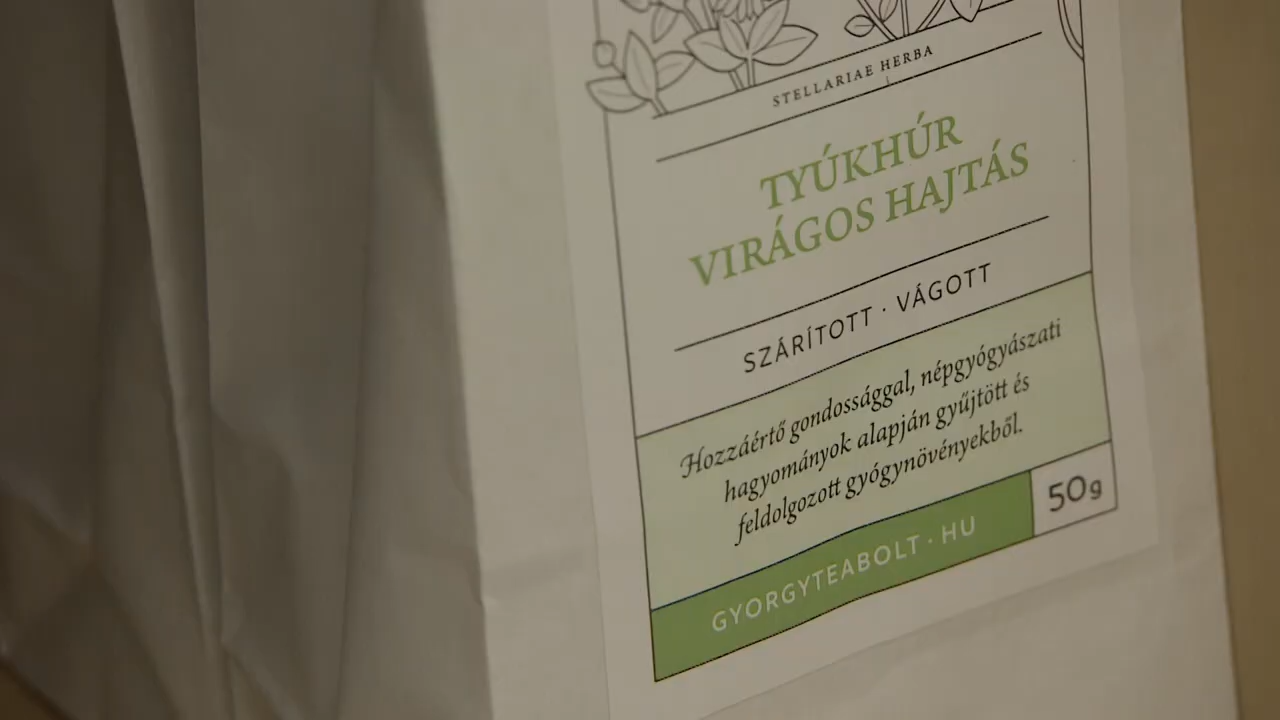 STELLARIAE HERBA
TYÚKHÚR
VIRÁGOS HAJTÁS
SZÁRÍTOTT · VÁGOTT
Hozzáértő gondossággal, népgyógyászati
hagyományok alapján gyűjtött és
feldolgozott gyógynövényekből.
GYORGYTEABOLT · HU
50g